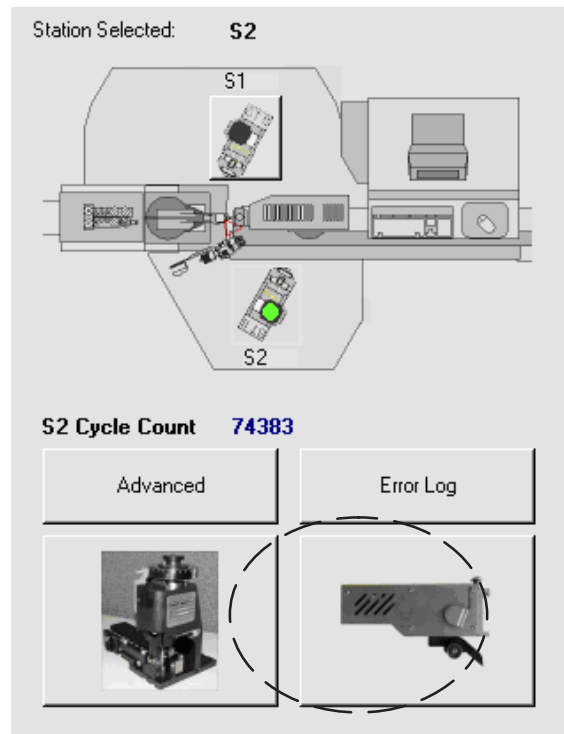 Station Selected: S2
S1
S2
S2 Cycle Count 74383
Advanced Error Log